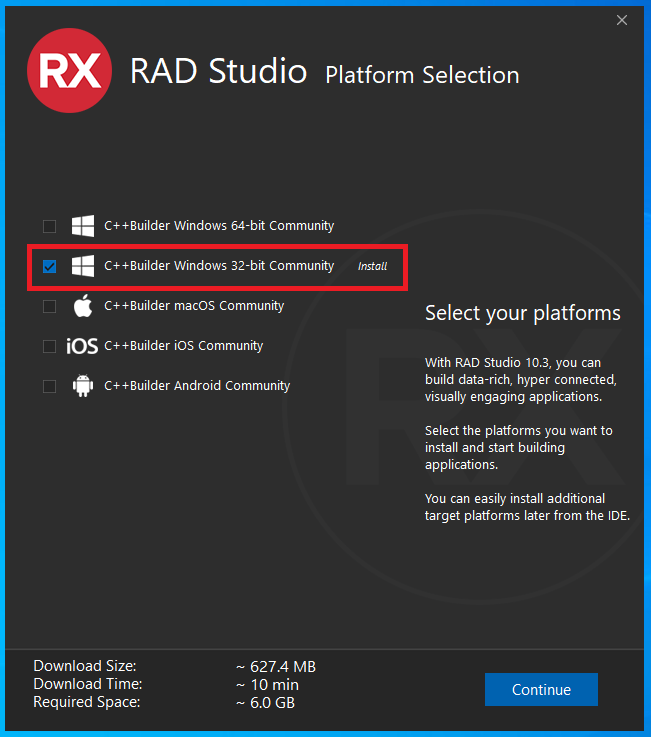 RX
RAD Studio Platform Selection
C++Builder Windows 64-bit Community
C++Builder Windows 32-bit Community Install
C++Builder macOS Community
iOS C++Builder iOS Community
C++Builder Android Community
RX
Select your platforms
With RAD Studio 10.3, you can
build data-rich, hyper connected,
visually engaging applications.
Select the platforms you want to
install and start building
applications.
You can easily install additional
target platforms later from the IDE.
Download Size: ~ 627.4 MB
Download Time: ~ 10 min
Required Space: ~ 6.0 GB
Continue